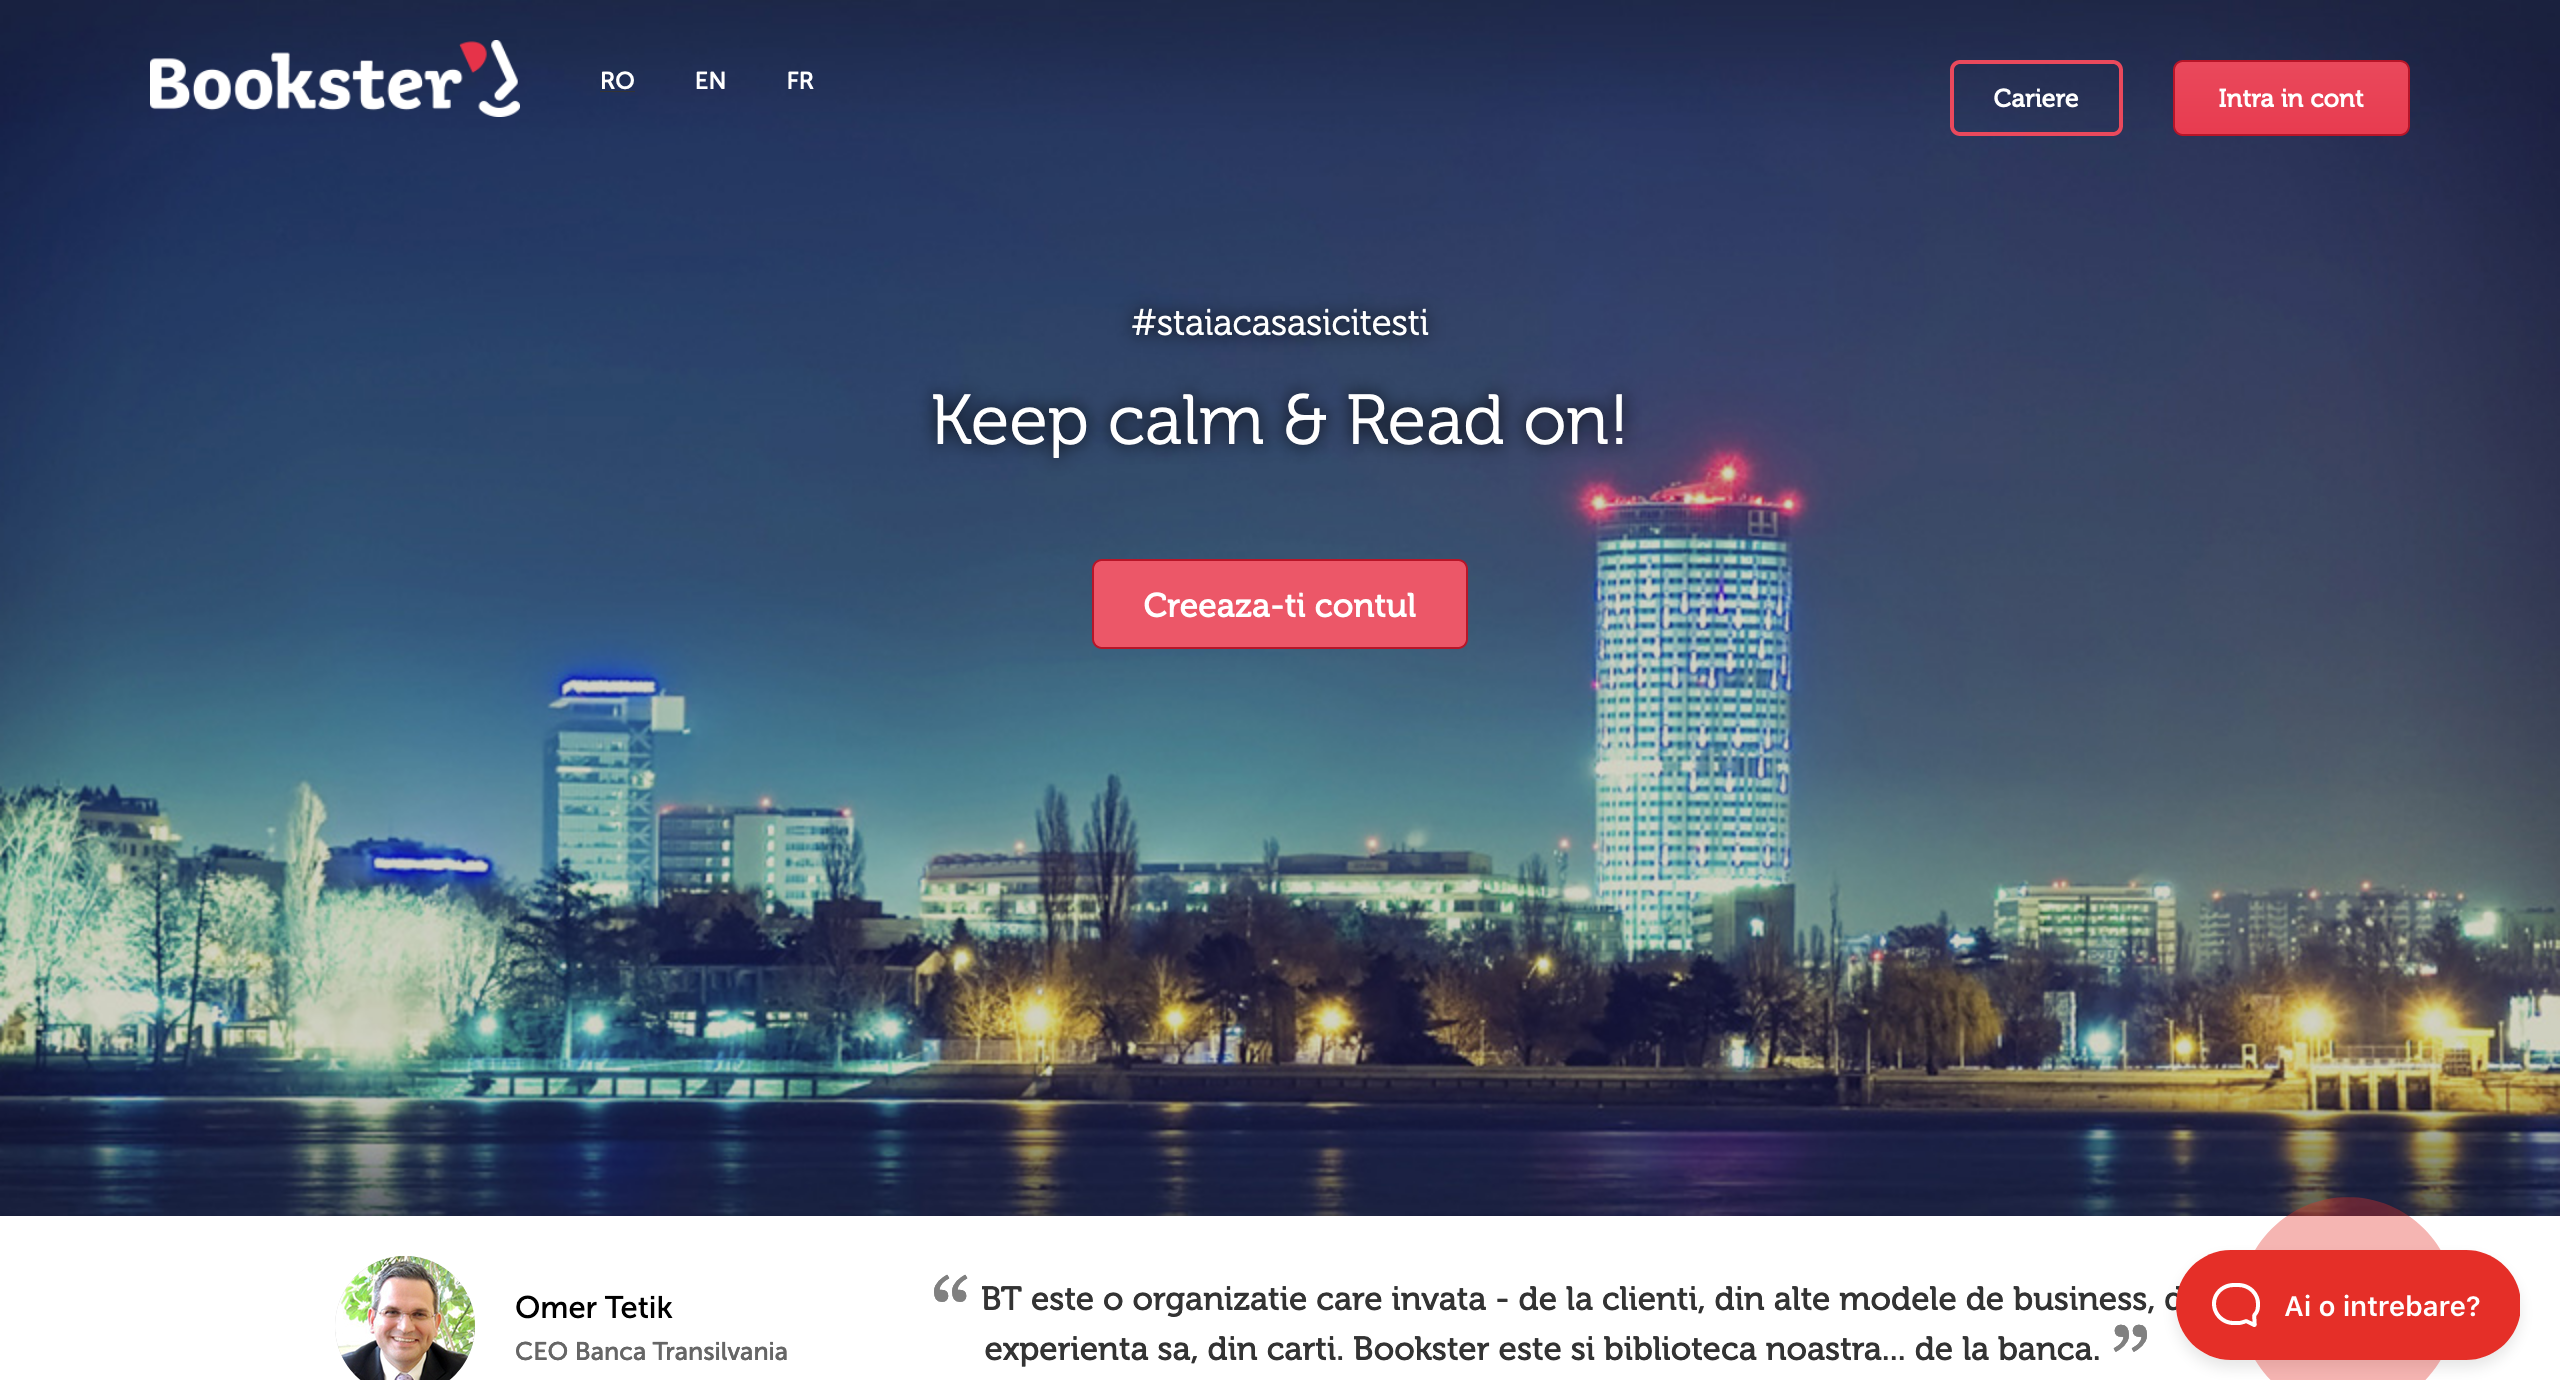 Bookster
RO EN FR
Cariere
Intra in cont
#staiacasasicitesti
Keep calm & Read on!
Creeaza-ti contul
Omer Tetik
CEO Banca Transilvania
“ BT este o organizatie care invata - de la clienti, din alte modele de business,
experienta sa, din carti. Bookster este si biblioteca noastra... de la banca. ”
Ai o intrebare?